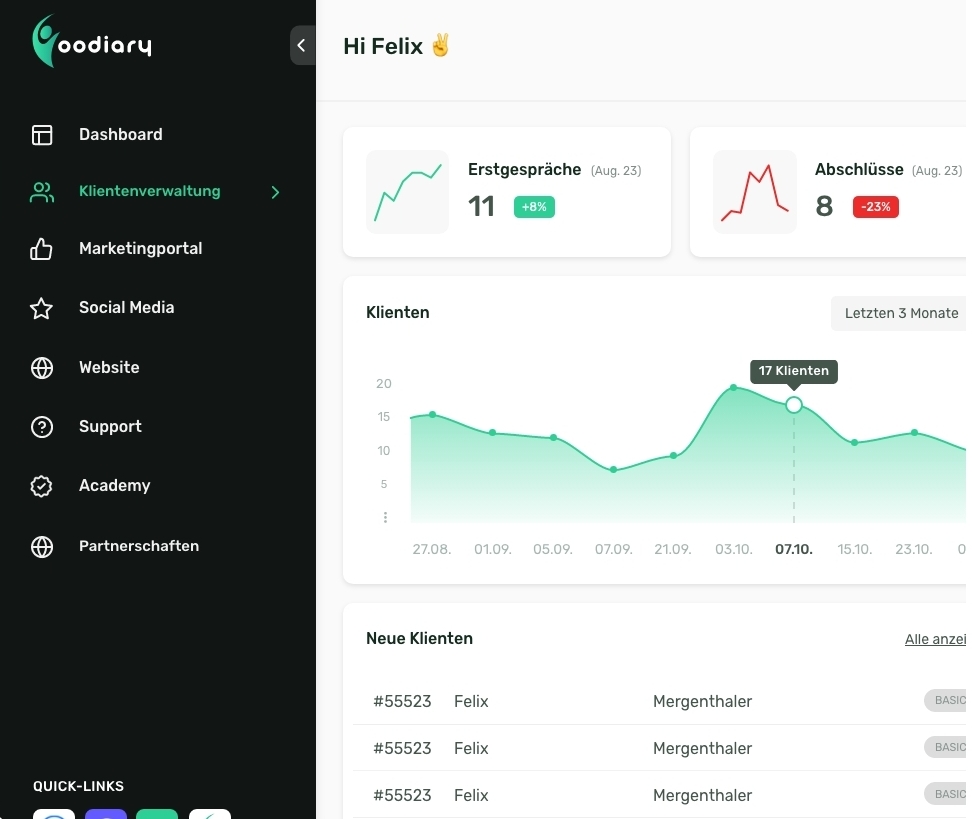 Foodiary
Dashboard
Klientenverwaltung
Marketingportal
Social Media
Website
Support
Academy
Partnerschaften
QUICK-LINKS
Hi Felix ✌️
Erstgespräche (Aug. 23)
11 +8%
Abschlüsse (Aug. 23)
8 -23%
Klienten
Letzten 3 Monate
17 Klienten
20
15
10
5
27.08. 01.09. 05.09. 07.09. 21.09. 03.10. 07.10. 15.10. 23.10. 0
Neue Klienten
Alle anzei
#55523 Felix Mergenthaler BASIC
#55523 Felix Mergenthaler BASIC
#55523 Felix Mergenthaler BASIC